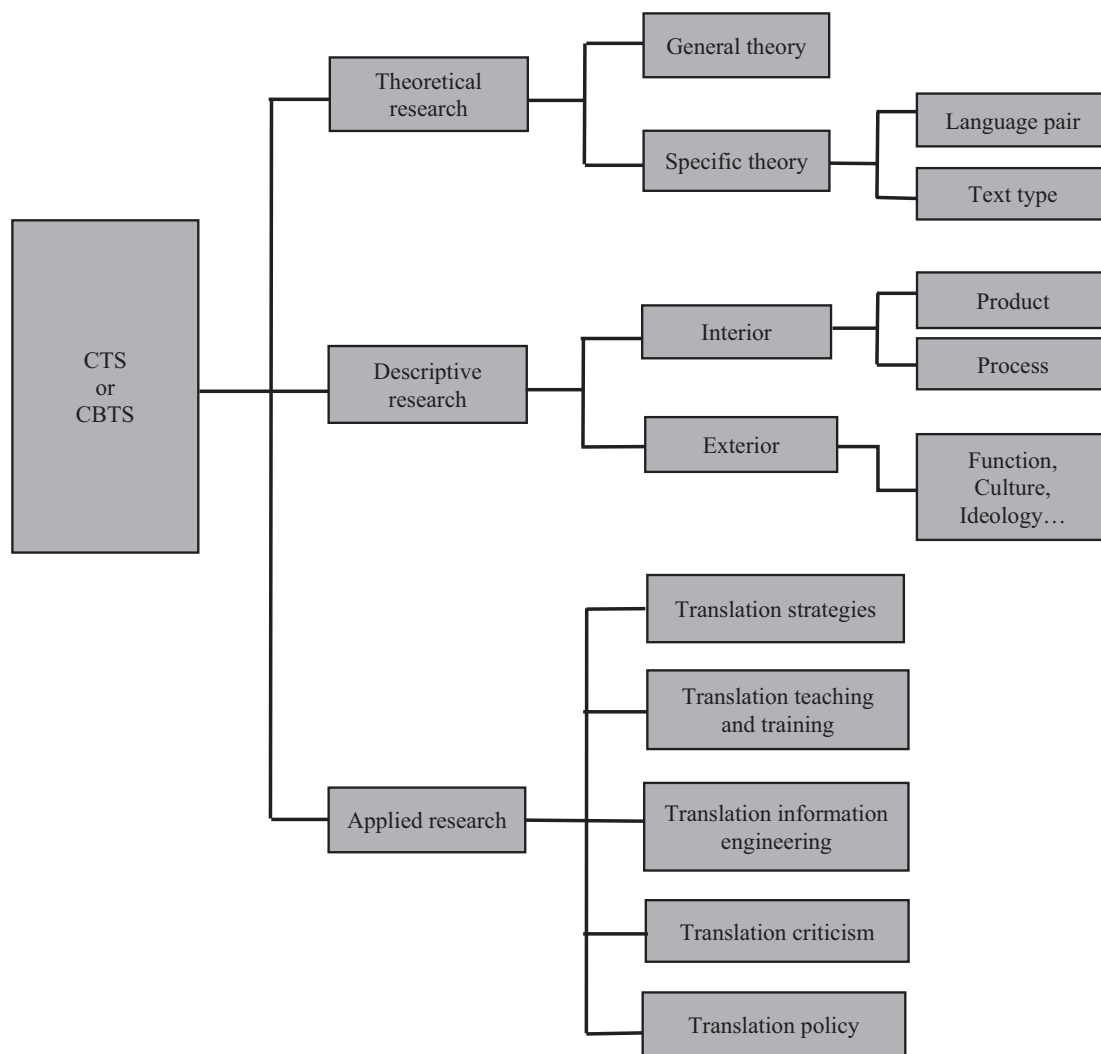 General theory
Theoretical
research
Language pair
Specific theory
Text type
CTS
or
CBTS
Product
Interior
Descriptive
research
Process
Exterior
Function,
Culture,
Ideology…
Translation strategies
Translation teaching
and training
Applied research
Translation information
engineering
Translation criticism
Translation policy